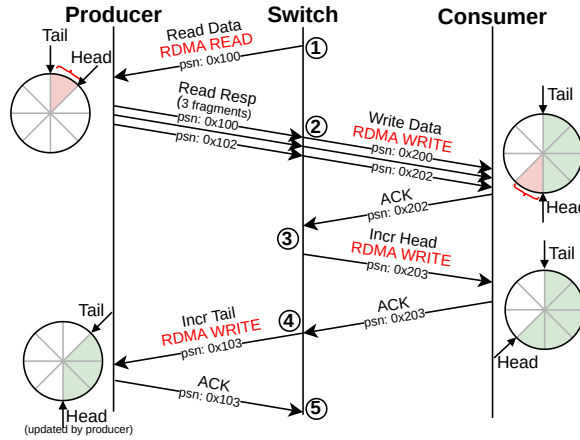 Producer
Switch
Consumer
Tail
Head
Read Data
RDMA READ
psn: 0x100
①
Read Resp
(3 fragments)
psn: 0x100
psn: 0x102
②
Write Data
RDMA WRITE
psn: 0x200
psn: 0x202
Tail
Head
ACK
psn: 0x202
③
Incr Head
RDMA WRITE
psn: 0x203
Tail
Head
ACK
psn: 0x203
④
Incr Tail
RDMA WRITE
psn: 0x103
Tail
Head
(updated by producer)
ACK
psn: 0x103
⑤